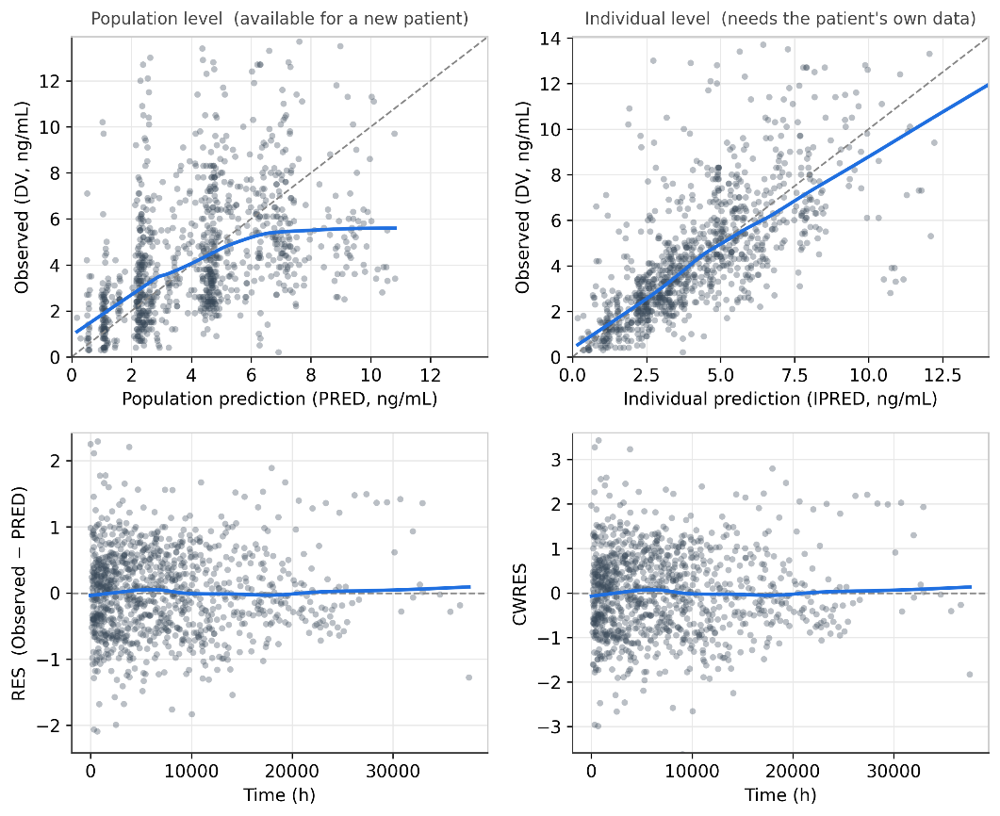 Population level (available for a new patient)
Individual level (needs the patient's own data)
Observed (DV, ng/mL)
12
10
8
6
4
2
0
0 2 4 6 8 10 12
Population prediction (PRED, ng/mL)
Observed (DV, ng/mL)
14
12
10
8
6
4
2
0
0.0 2.5 5.0 7.5 10.0 12.5
Individual prediction (IPRED, ng/mL)
RES (Observed − PRED)
2
1
0
−1
−2
0 10000 20000 30000
Time (h)
CWRES
3
2
1
0
−1
−2
−3
0 10000 20000 30000
Time (h)